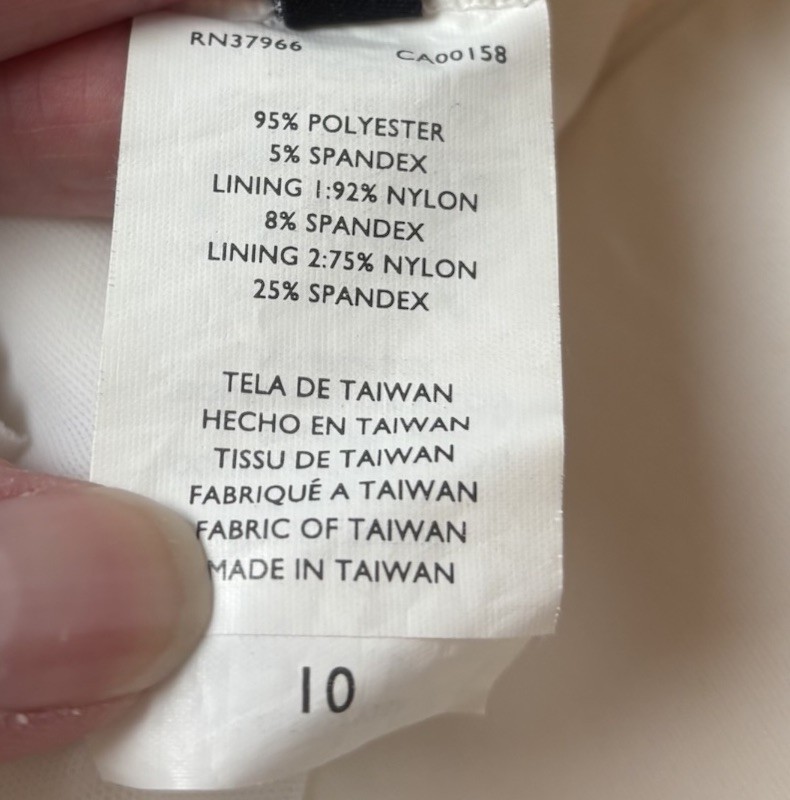 RN37966 CA00158
95% POLYESTER
5% SPANDEX
LINING 1:92% NYLON
8% SPANDEX
LINING 2:75% NYLON
25% SPANDEX
TELA DE TAIWAN
HECHO EN TAIWAN
TISSU DE TAIWAN
FABRIQUÉ A TAIWAN
FABRIC OF TAIWAN
MADE IN TAIWAN
10